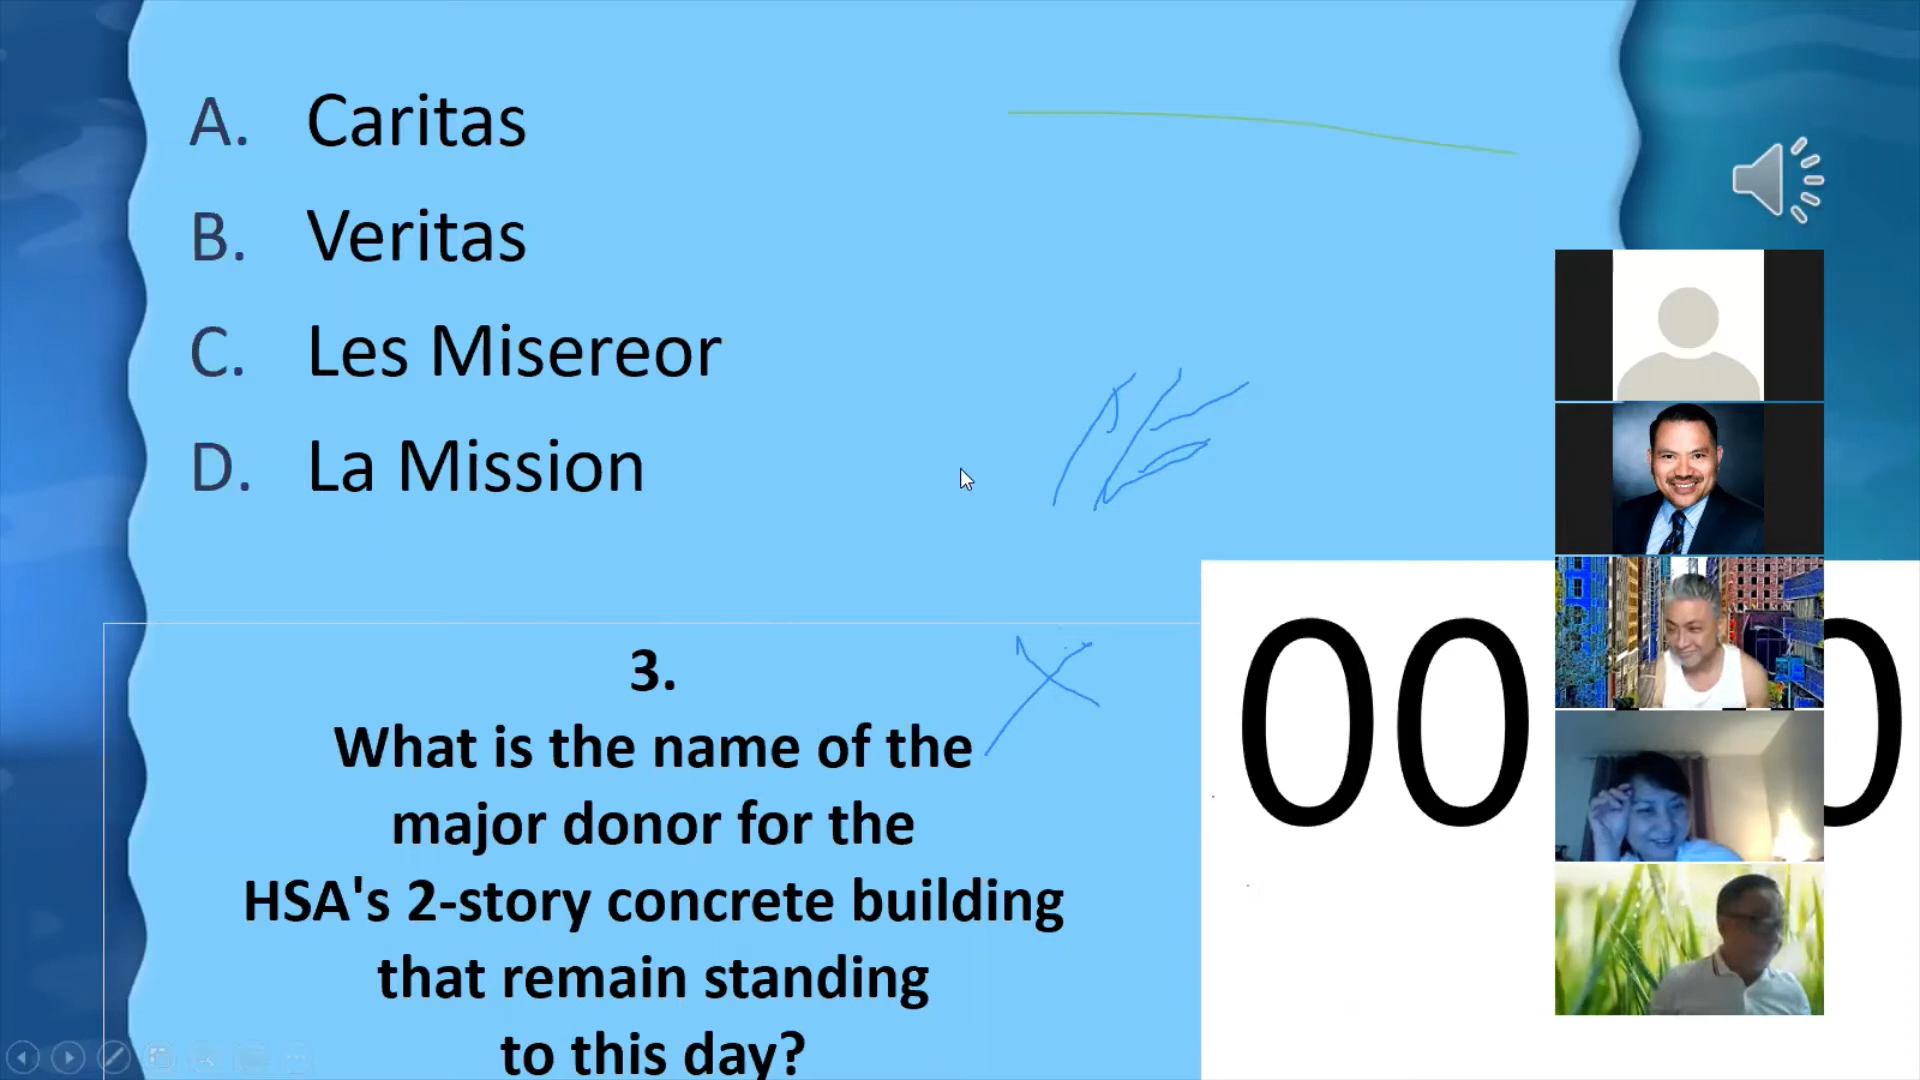 A. Caritas
B. Veritas
C. Les Misereor
D. La Mission
3.
What is the name of the
major donor for the
HSA's 2-story concrete building
that remain standing
to this day?
00 0